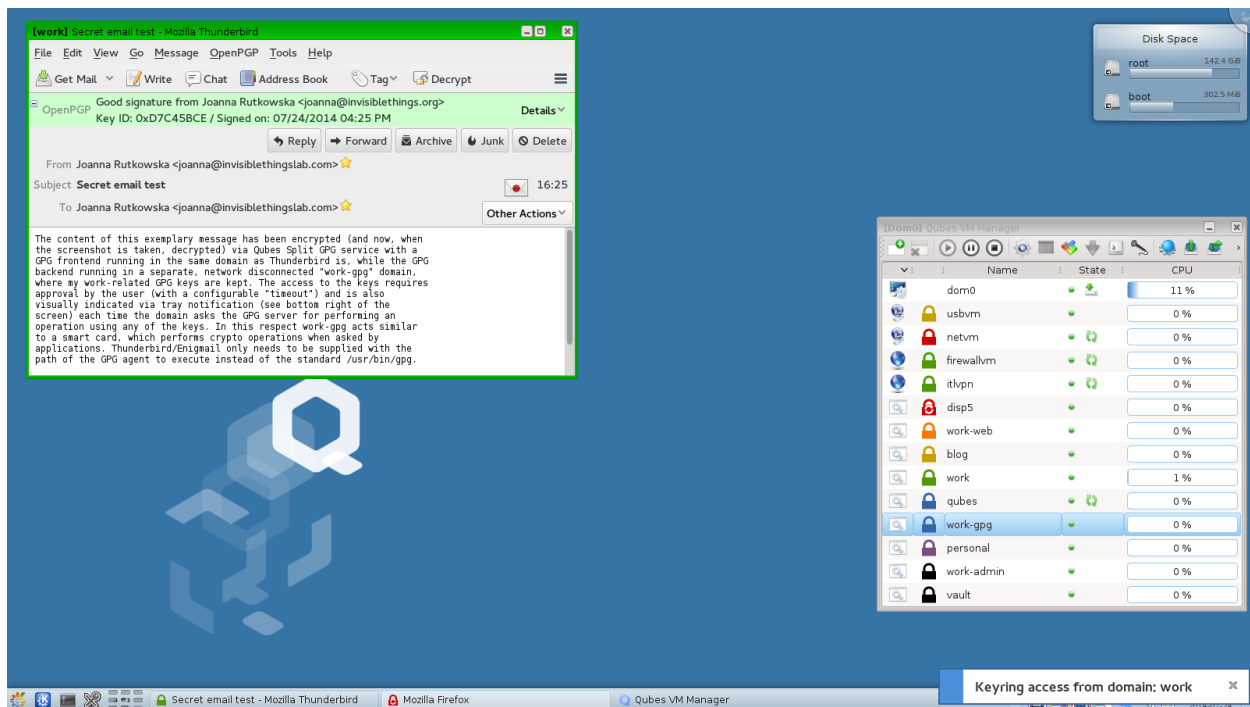 [work] Secret email test - Mozilla Thunderbird
File Edit View Go Message OpenPGP Tools Help
Get Mail Write Chat Address Book Tag Decrypt
OpenPGP Good signature from Joanna Rutkowska <joanna@invisiblethings.org>
Key ID: 0xD7C45BCE / Signed on: 07/24/2014 04:25 PM
Details
Reply Forward Archive Junk Delete
From Joanna Rutkowska <joanna@invisiblethingslab.com>
Subject Secret email test 16:25
To Joanna Rutkowska <joanna@invisiblethingslab.com>
Other Actions
The content of this exemplary message has been encrypted (and now, when
the screenshot is taken, decrypted) via Qubes Split GPG service with a
GPG frontend running in the same domain as Thunderbird is, while the GPG
backend running in a separate, network disconnected "work-gpg" domain,
where my work-related GPG keys are kept. The access to the keys requires
approval by the user (with a configurable "timeout") and is also
visually indicated via tray notification (see bottom right of the
screen) each time the domain asks the GPG server for performing an
operation using any of the keys. In this respect work-gpg acts similar
to a smart card, which performs crypto operations when asked by
applications. Thunderbird/Enigmail only needs to be supplied with the
path of the GPG agent to execute instead of the standard /usr/bin/gpg.
Disk Space
root 142.4 GiB
boot 302.5 MiB
[Dom0] Qubes VM Manager
Name State CPU
dom0 11 %
usbvm 0 %
netvm 0 %
firewallvm 0 %
itlvpn 0 %
disp5 0 %
work-web 0 %
blog 0 %
work 1 %
qubes 0 %
work-gpg 0 %
personal 0 %
work-admin 0 %
vault 0 %
Keyring access from domain: work
Secret email test - Mozilla Thunderbird
Mozilla Firefox
Qubes VM Manager